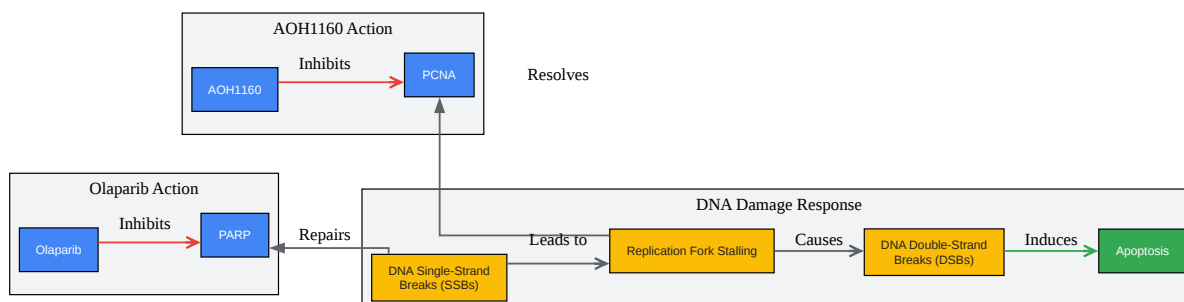 AOH1160 Action
Inhibits
AOH1160
PCNA
Resolves
Olaparib Action
Inhibits
Olaparib
PARP
Repairs
DNA Damage Response
DNA Single-Strand
Breaks (SSBs)
Leads to
Replication Fork Stalling
Causes
DNA Double-Strand
Breaks (DSBs)
Induces
Apoptosis